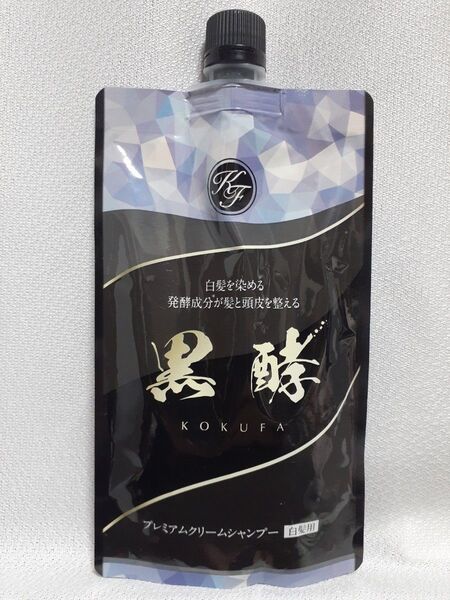 KF
白髪を染める
発酵成分が髪と頭皮を整える
黒酵
KOKUFA
プレミアムクリームシャンプー 白髪用